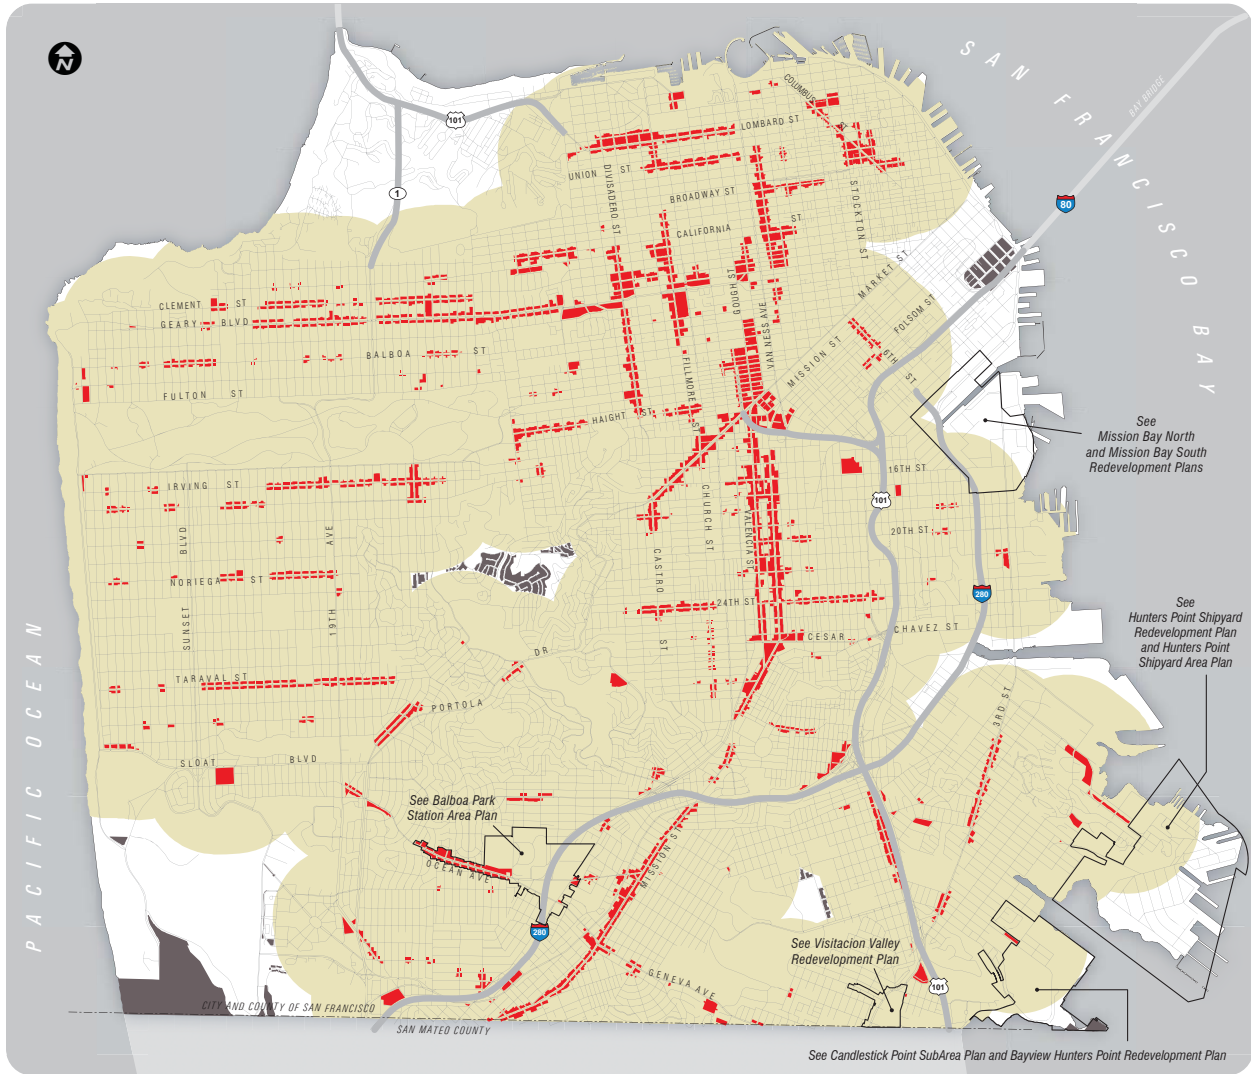 N
SAN FRANCISCO BAY
BAY BRIDGE
COLUMBUS
ST
101
LOMBARD ST
1
UNION ST
DIVISADERO ST
BROADWAY ST
STOCKTON ST
80
CALIFORNIA
ST
MARKET ST
GOUGH ST
VAN NESS AVE
CLEMENT ST
GEARY BLVD
FOLSOM ST
BALBOA ST
MISSION ST
6TH ST
FILLMORE ST
FULTON ST
HAIGHT ST
See
Mission Bay North
and Mission Bay South
Redevelopment Plans
16TH ST
IRVING ST
101
CHURCH ST
VALENCIA ST
20TH ST
SUNSET BLVD
19TH AVE
CASTRO ST
NORIEGA ST
280
24TH ST
See
Hunters Point Shipyard
Redevelopment Plan
and Hunters Point
Shipyard Area Plan
CESAR CHAVEZ ST
PACIFIC OCEAN
TARAVAL ST
PORTOLA DR
3RD ST
SLOAT BLVD
See Balboa Park
Station Area Plan
OCEAN AVE
MISSION ST
280
See Visitacion Valley
Redevelopment Plan
GENEVA AVE
101
CITY AND COUNTY OF SAN FRANCISCO
SAN MATEO COUNTY
See Candlestick Point SubArea Plan and Bayview Hunters Point Redevelopment Plan